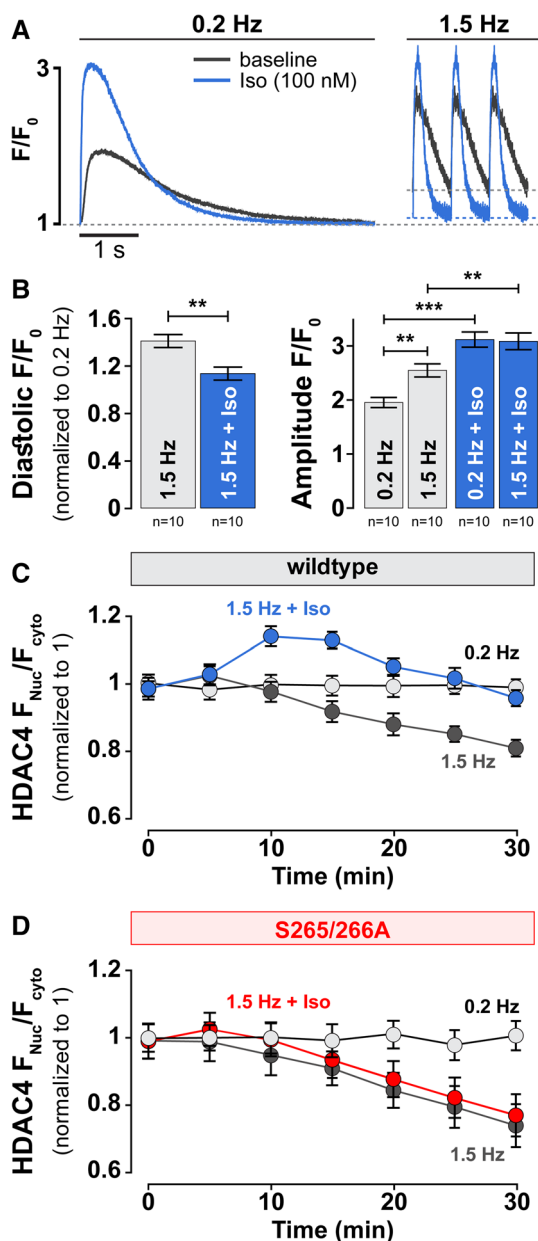 A
0.2 Hz
1.5 Hz
baseline
Iso (100 nM)
3
F/F0
1
1 s
B
**
Diastolic F/F0
(normalized to 0.2 Hz)
1.6
1.2
1.4
0
1.5 Hz
1.5 Hz + Iso
n=10
n=10
**
***
**
Amplitude F/F0
3
2
1
0
0.2 Hz
1.5 Hz
0.2 Hz + Iso
1.5 Hz + Iso
n=10
n=10
n=10
n=10
C
wildtype
HDAC4 FNuc/Fcyto
(normalized to 1)
1.2
1
0.8
0.6
1.5 Hz + Iso
0.2 Hz
1.5 Hz
0
10
20
30
Time (min)
D
S265/266A
HDAC4 FNuc/Fcyto
(normalized to 1)
1.2
1
0.8
0.6
1.5 Hz + Iso
0.2 Hz
1.5 Hz
0
10
20
30
Time (min)